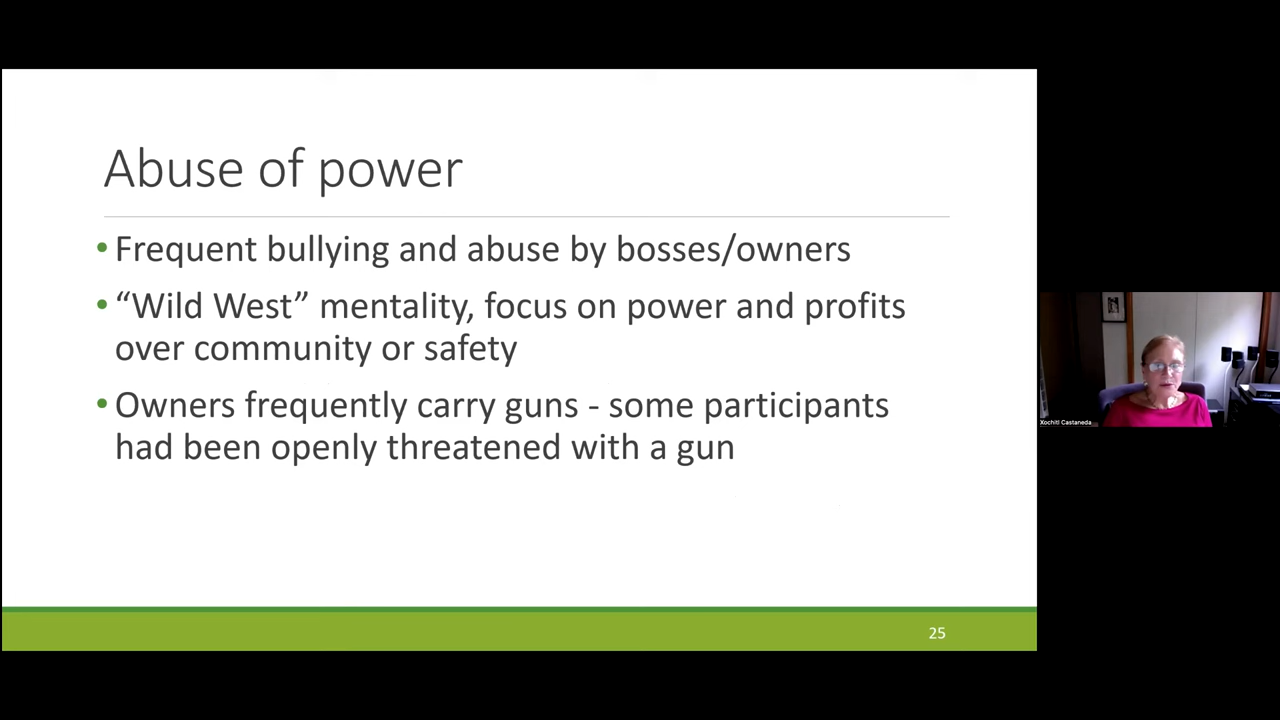 Abuse of power
• Frequent bullying and abuse by bosses/owners
• “Wild West” mentality, focus on power and profits
over community or safety
• Owners frequently carry guns - some participants
had been openly threatened with a gun
25
Xochitl Castaneda